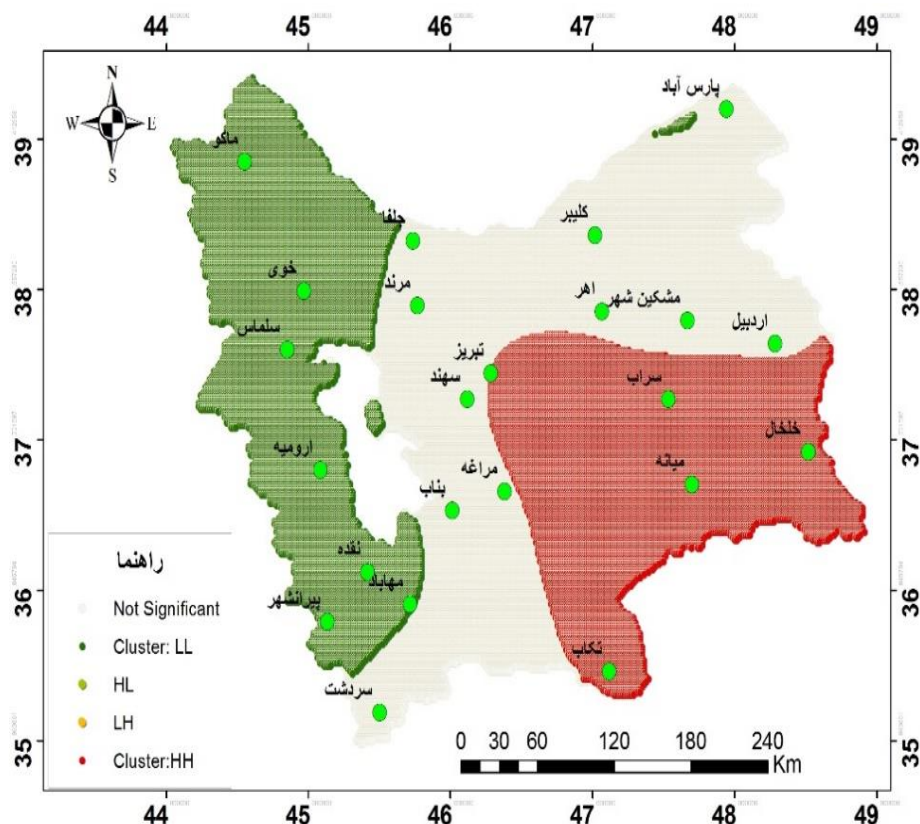 44 45 46 47 48 49
N
W E
S
39
38
37
36
35
39
38
37
36
35
پارس آباد
ماکو
کلیبر
جلفا
خوی
مرند
اهر
مشکین شهر
اردبیل
سلماس
تبریز
سهند
سراب
خلخال
ارومیه
مراغه
میانه
بناب
نقده
مهاباد
پیرانشهر
تکاب
سردشت
راهنما
Not Significant
Cluster: LL
HL
LH
Cluster:HH
0 30 60 120 180 240
Km
44 45 46 47 48 49